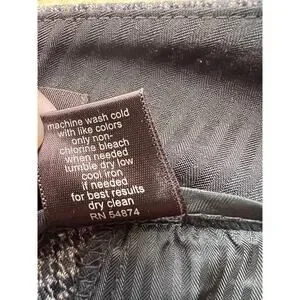 machine wash cold
with like colors
only non-
chlorine bleach
when needed
tumble dry low
cool iron
if needed
for best results
dry clean
RN 54874